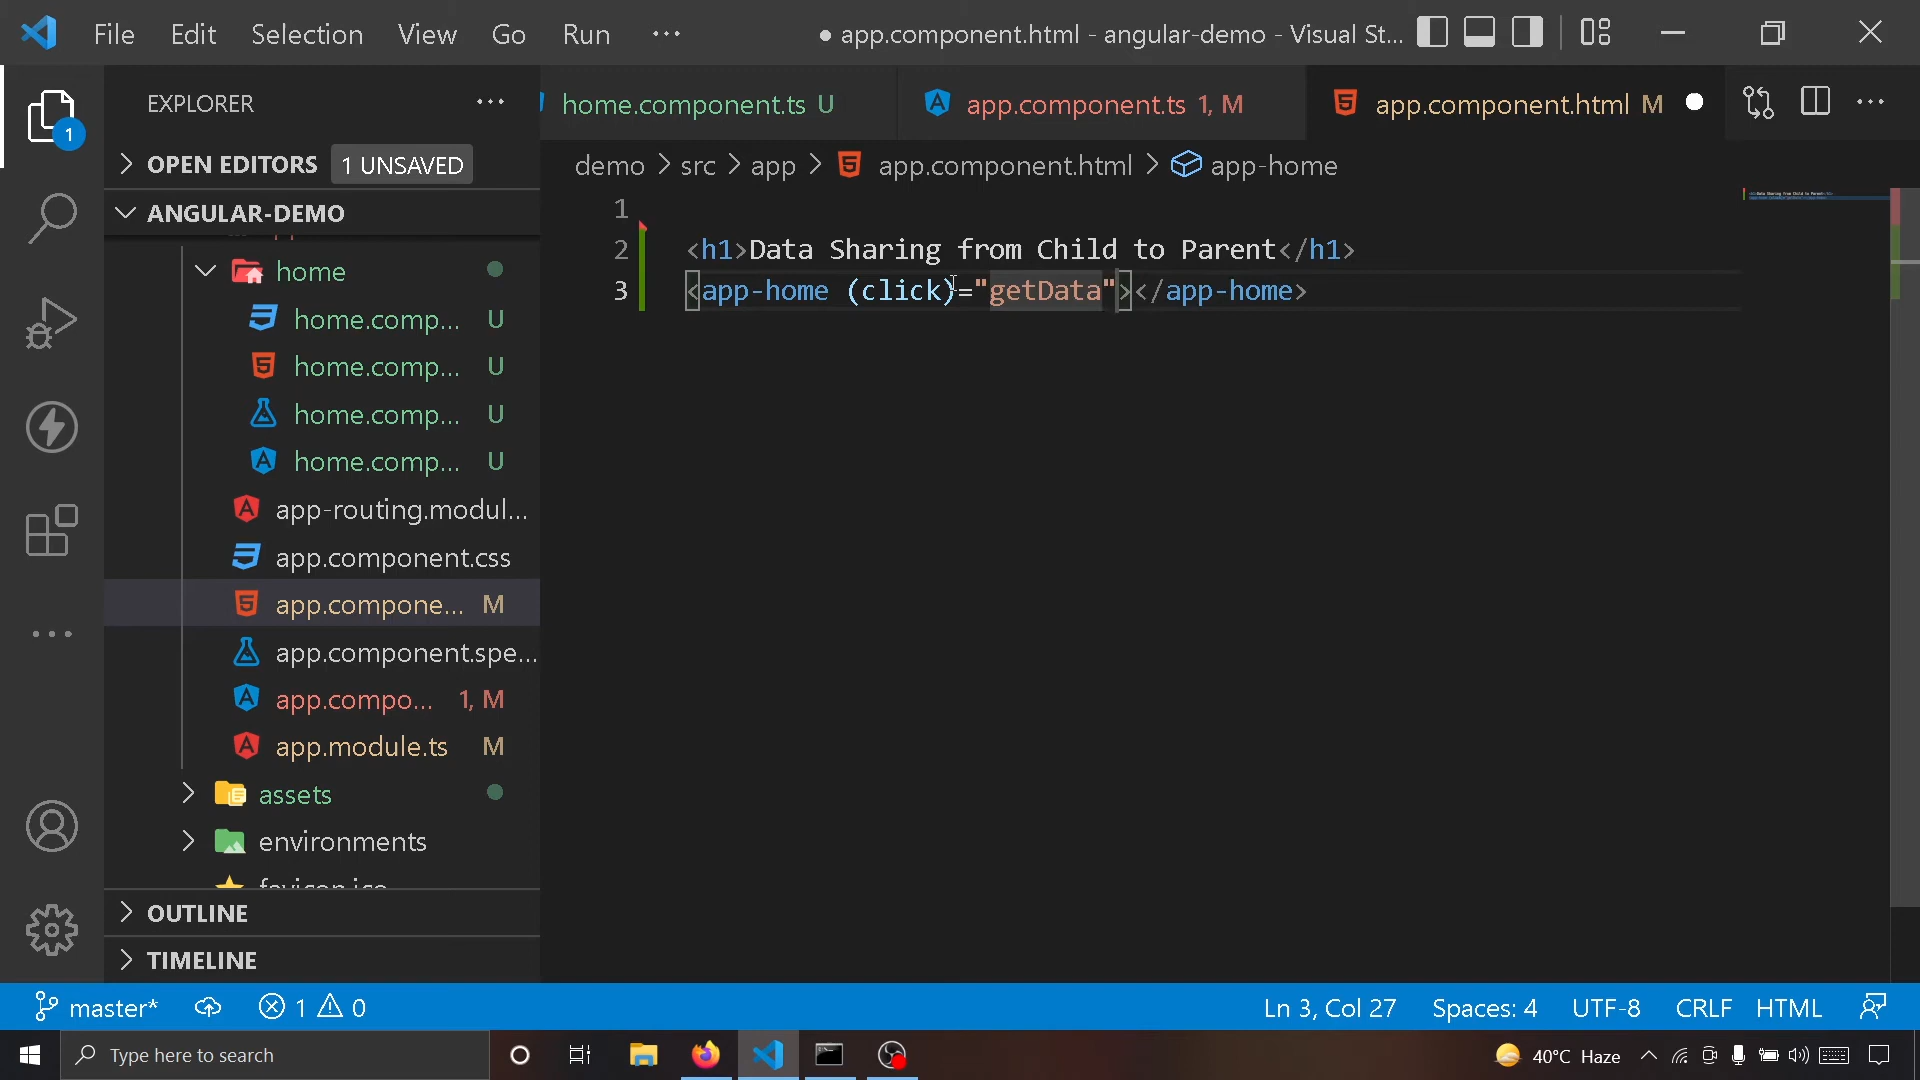 File Edit Selection View Go Run ···
● app.component.html - angular-demo - Visual St...
EXPLORER ···
1
OPEN EDITORS 1 UNSAVED
ANGULAR-DEMO
home
home.comp... U
home.comp... U
home.comp... U
home.comp... U
app-routing.modul...
app.component.css
app.compone... M
app.component.spe...
app.compo... 1, M
app.module.ts M
assets
environments
favicon.ico
OUTLINE
TIMELINE
home.component.ts U
app.component.ts 1, M
app.component.html M ●
demo > src > app > app.component.html > app-home
1
2 <h1>Data Sharing from Child to Parent</h1>
3 <app-home (click)="getData"></app-home>
master* 1 0
Ln 3, Col 27 Spaces: 4 UTF-8 CRLF HTML
Type here to search
40°C Haze